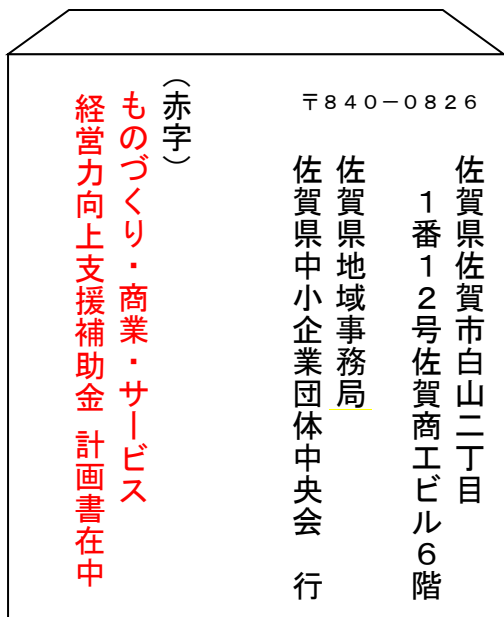 〒840－0826
佐賀県佐賀市白山二丁目
1番12号佐賀商工ビル6階
佐賀県地域事務局
佐賀県中小企業団体中央会　行
（赤字）
ものづくり・商業・サービス
経営力向上支援補助金 計画書在中